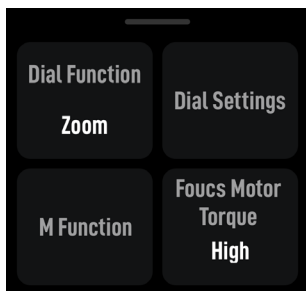 Dial Function
Zoom
Dial Settings
M Function
Foucs Motor
Torque
High